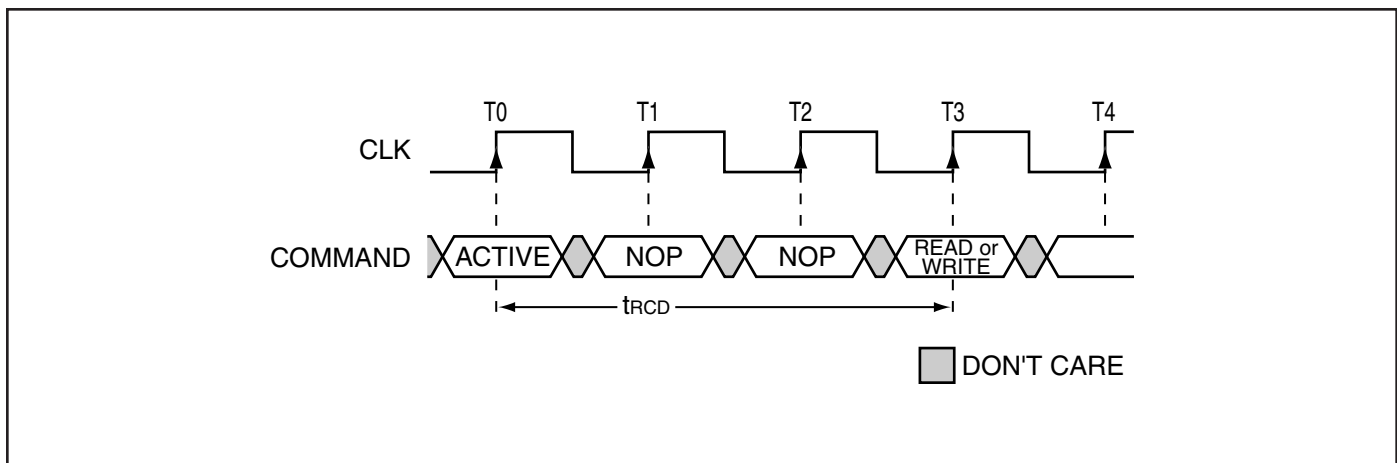 T0 T1 T2 T3 T4
CLK
COMMAND ACTIVE NOP NOP READ or
WRITE
tRCD
DON'T CARE